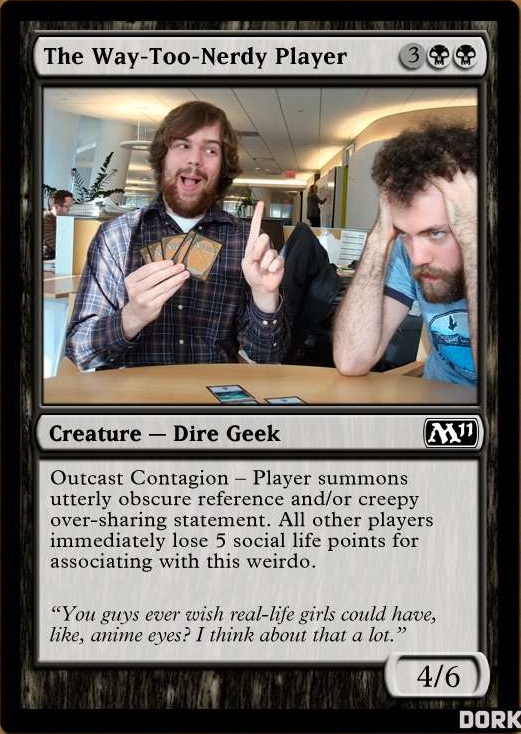 The Way-Too-Nerdy Player 3
Creature — Dire Geek M11
Outcast Contagion – Player summons
utterly obscure reference and/or creepy
over-sharing statement. All other players
immediately lose 5 social life points for
associating with this weirdo.
“You guys ever wish real-life girls could have,
like, anime eyes? I think about that a lot.”
4/6
DORK